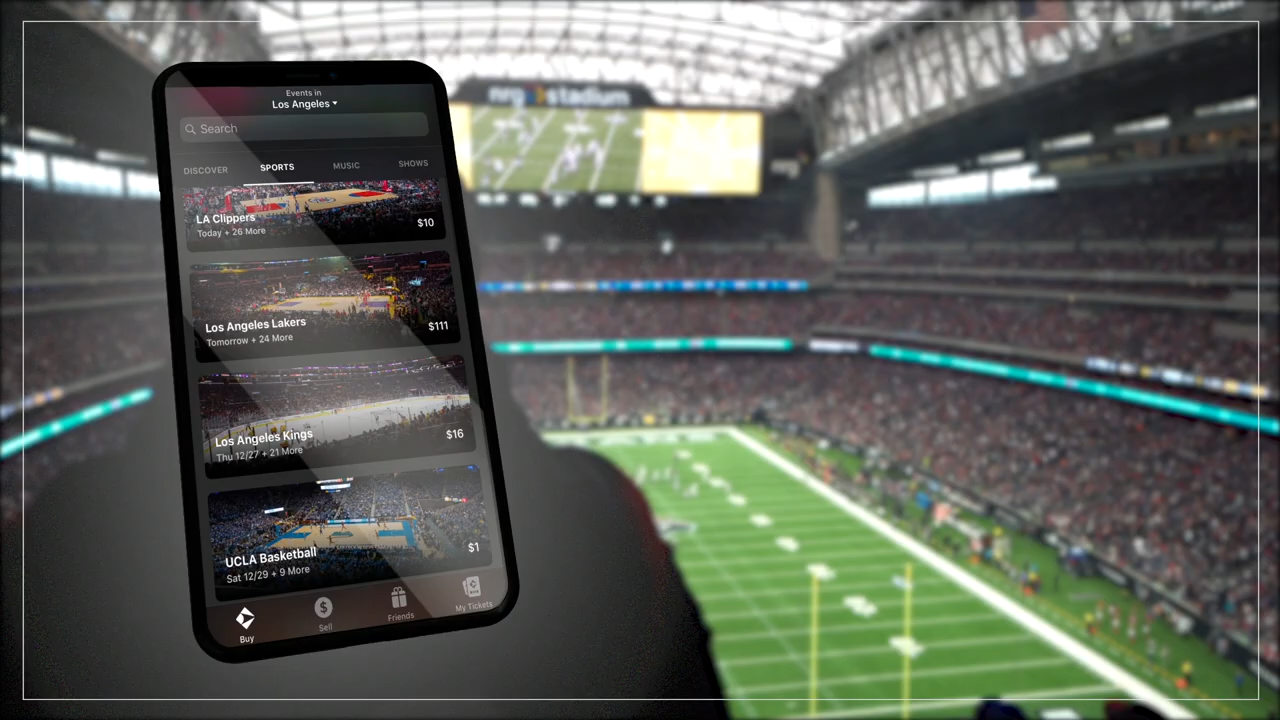 nrg stadium
Events in
Los Angeles
Search
DISCOVER SPORTS MUSIC SHOWS
LA Clippers
Today + 26 More
$10
Los Angeles Lakers
Tomorrow + 24 More
$111
Los Angeles Kings
Thu 12/27 + 21 More
$16
UCLA Basketball
Sat 12/29 + 9 More
$1
Buy Sell Friends My Tickets